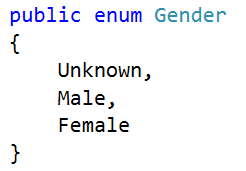 public enum Gender
{
    Unknown,
    Male,
    Female
}